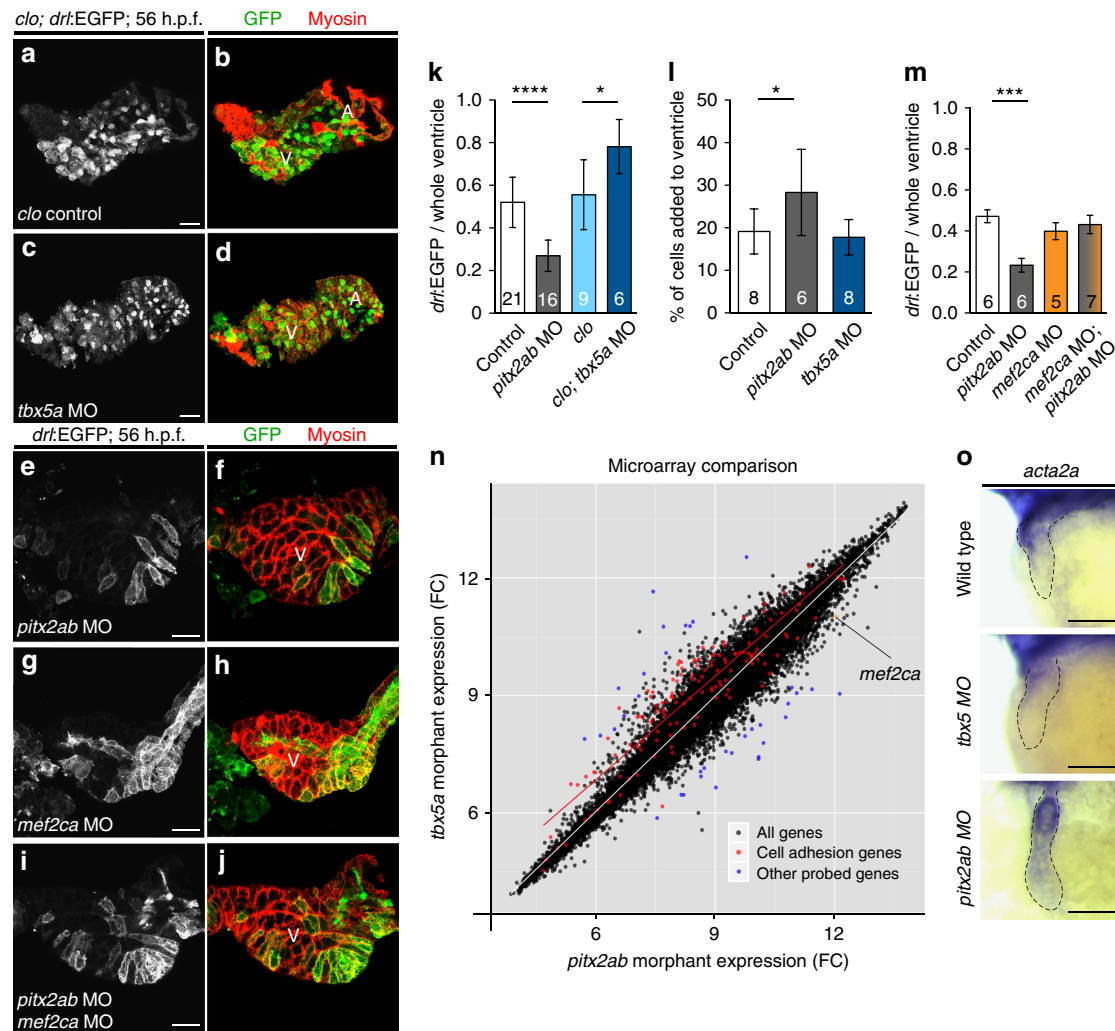 clo; drl:EGFP; 56 h.p.f.
GFP Myosin
a
b
A
V
clo control
c
d
A
V
tbx5a MO
drl:EGFP; 56 h.p.f.
GFP Myosin
e
f
V
pitx2ab MO
g
h
V
mef2ca MO
i
j
V
pitx2ab MO
mef2ca MO
k
****
*
drl:EGFP / whole ventricle
1.0
0.8
0.6
0.4
0.2
0
21
16
9
6
Control
pitx2ab MO
clo
clo; tbx5a MO
l
*
% of cells added to ventricle
50
40
30
20
10
0
8
6
8
Control
pitx2ab MO
tbx5a MO
m
***
drl:EGFP / whole ventricle
1.0
0.8
0.6
0.4
0.2
0
6
6
5
7
Control
pitx2ab MO
mef2ca MO
mef2ca MO;
pitx2ab MO
n
Microarray comparison
tbx5a morphant expression (FC)
12
9
6
mef2ca
All genes
Cell adhesion genes
Other probed genes
6
9
12
pitx2ab morphant expression (FC)
o
acta2a
Wild type
tbx5 MO
pitx2ab MO